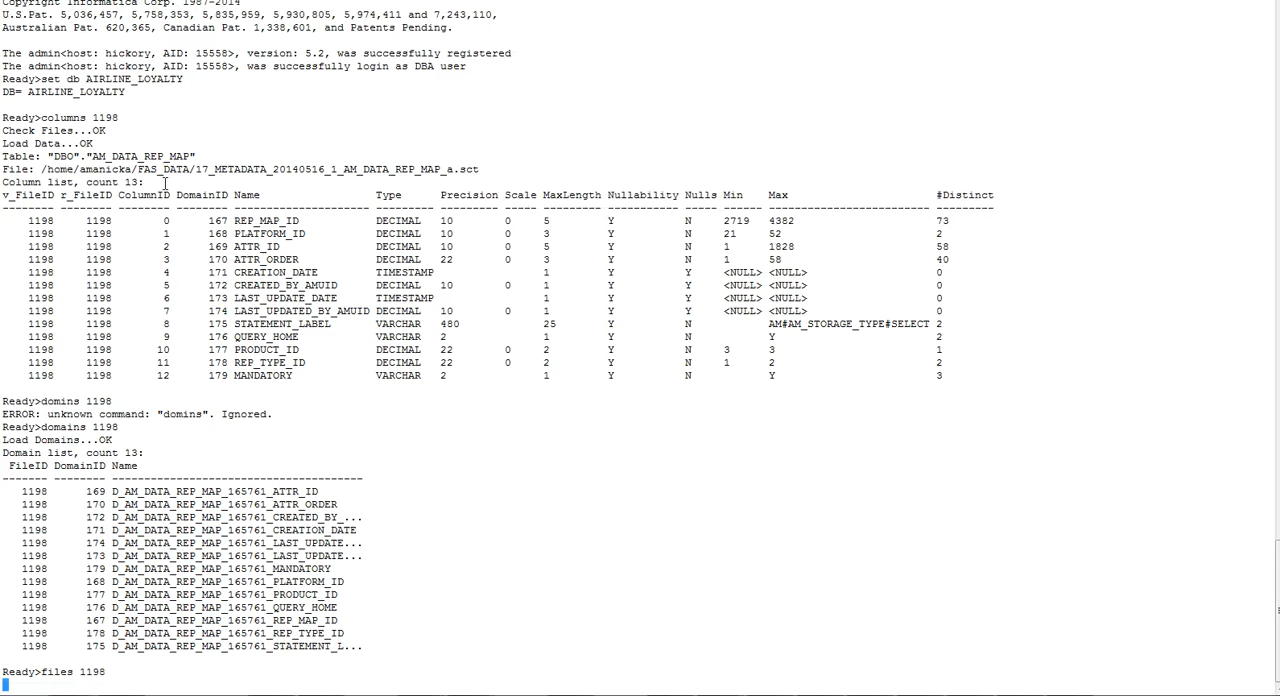 Copyright Informatica Corp. 1987-2014
U.S.Pat. 5,036,457, 5,758,353, 5,835,959, 5,930,805, 5,974,411 and 7,243,110,
Australian Pat. 620,365, Canadian Pat. 1,338,601, and Patents Pending.
The admin<host: hickory, AID: 15558>, version: 5.2, was successfully registered
The admin<host: hickory, AID: 15558>, was successfully login as DBA user
Ready>set db AIRLINE_LOYALTY
DB= AIRLINE_LOYALTY
Ready>columns 1198
Check Files...OK
Load Data...OK
Table: "DBO"."AM_DATA_REP_MAP"
File: /home/amanicka/FAS_DATA/17_METADATA_20140516_1_AM_DATA_REP_MAP_a.sct
Column list, count 13:
v_FileID r_FileID ColumnID DomainID Name Type Precision Scale MaxLength Nullability Nulls Min Max #Distinct
-------- -------- -------- -------- --------------------- --------- --------- ----- --------- ----------- ----- ------ ---------------------------- ---------
1198 1198 0 167 REP_MAP_ID DECIMAL 10 0 5 Y N 2719 4382 73
1198 1198 1 168 PLATFORM_ID DECIMAL 10 0 3 Y N 21 52 2
1198 1198 2 169 ATTR_ID DECIMAL 10 0 5 Y N 1 1828 58
1198 1198 3 170 ATTR_ORDER DECIMAL 22 0 3 Y N 1 58 40
1198 1198 4 171 CREATION_DATE TIMESTAMP 1 Y Y <NULL> <NULL> 0
1198 1198 5 172 CREATED_BY_AMUID DECIMAL 10 0 1 Y Y <NULL> <NULL> 0
1198 1198 6 173 LAST_UPDATE_DATE TIMESTAMP 1 Y Y <NULL> <NULL> 0
1198 1198 7 174 LAST_UPDATED_BY_AMUID DECIMAL 10 0 1 Y Y <NULL> <NULL> 0
1198 1198 8 175 STATEMENT_LABEL VARCHAR 480 25 Y N AM#AM_STORAGE_TYPE#SELECT 2
1198 1198 9 176 QUERY_HOME VARCHAR 2 1 Y N Y 2
1198 1198 10 177 PRODUCT_ID DECIMAL 22 0 2 Y N 3 3 1
1198 1198 11 178 REP_TYPE_ID DECIMAL 22 0 2 Y N 1 2 2
1198 1198 12 179 MANDATORY VARCHAR 2 1 Y N Y 3
Ready>domins 1198
ERROR: unknown command: "domins". Ignored.
Ready>domains 1198
Load Domains...OK
Domain list, count 13:
FileID DomainID Name
------- -------- -----------------------------------
1198 169 D_AM_DATA_REP_MAP_165761_ATTR_ID
1198 170 D_AM_DATA_REP_MAP_165761_ATTR_ORDER
1198 172 D_AM_DATA_REP_MAP_165761_CREATED_BY_...
1198 171 D_AM_DATA_REP_MAP_165761_CREATION_DATE
1198 174 D_AM_DATA_REP_MAP_165761_LAST_UPDATE...
1198 173 D_AM_DATA_REP_MAP_165761_LAST_UPDATE...
1198 179 D_AM_DATA_REP_MAP_165761_MANDATORY
1198 168 D_AM_DATA_REP_MAP_165761_PLATFORM_ID
1198 177 D_AM_DATA_REP_MAP_165761_PRODUCT_ID
1198 176 D_AM_DATA_REP_MAP_165761_QUERY_HOME
1198 167 D_AM_DATA_REP_MAP_165761_REP_MAP_ID
1198 178 D_AM_DATA_REP_MAP_165761_REP_TYPE_ID
1198 175 D_AM_DATA_REP_MAP_165761_STATEMENT_L...
Ready>files 1198